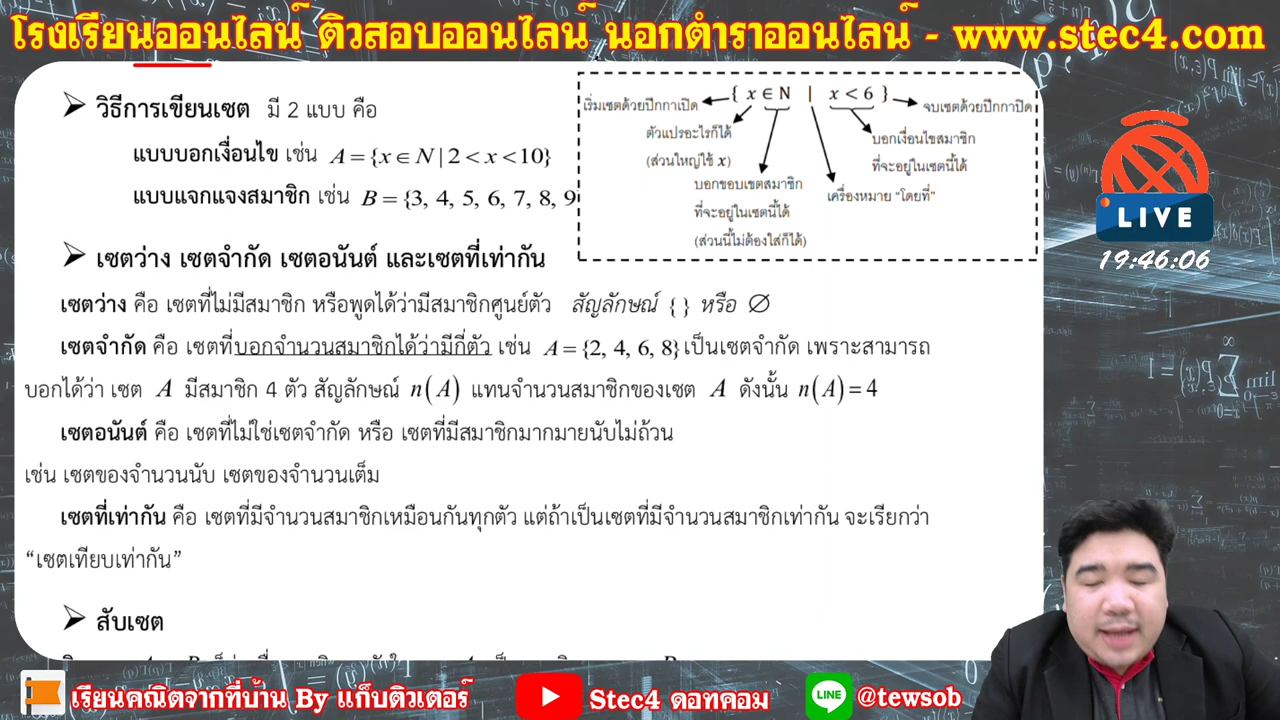 โรงเรียนออนไลน์ ติวสอบออนไลน์ นอกตำราออนไลน์ - www.stec4.com
➢ วิธีการเขียนเซต มี 2 แบบ คือ
แบบบอกเงื่อนไข เช่น A = {x ∈ N | 2 < x < 10}
แบบแจกแจงสมาชิก เช่น B = {3, 4, 5, 6, 7, 8, 9
{ x ∈ N | x < 6 }
เริ่มเซตด้วยปีกกาเปิด
จบเซตด้วยปีกกาปิด
ตัวแปรอะไรก็ได้
(ส่วนใหญ่ใช้ x)
บอกเงื่อนไขสมาชิก
ที่จะอยู่ในเซตนี้ได้
บอกขอบเขตสมาชิก
ที่จะอยู่ในเซตนี้ได้
(ส่วนนี้ไม่ต้องใส่ก็ได้)
เครื่องหมาย “โดยที่”
LIVE
19:46:06
➢ เซตว่าง เซตจำกัด เซตอนันต์ และเซตที่เท่ากัน
เซตว่าง คือ เซตที่ไม่มีสมาชิก หรือพูดได้ว่ามีสมาชิกศูนย์ตัว สัญลักษณ์ { } หรือ ∅
เซตจำกัด คือ เซตที่บอกจำนวนสมาชิกได้ว่ามีกี่ตัว เช่น A = {2, 4, 6, 8} เป็นเซตจำกัด เพราะสามารถ
บอกได้ว่า เซต A มีสมาชิก 4 ตัว สัญลักษณ์ n(A) แทนจำนวนสมาชิกของเซต A ดังนั้น n(A) = 4
เซตอนันต์ คือ เซตที่ไม่ใช่เซตจำกัด หรือ เซตที่มีสมาชิกมากมายนับไม่ถ้วน
เช่น เซตของจำนวนนับ เซตของจำนวนเต็ม
เซตที่เท่ากัน คือ เซตที่มีจำนวนสมาชิกเหมือนกันทุกตัว แต่ถ้าเป็นเซตที่มีจำนวนสมาชิกเท่ากัน จะเรียกว่า
“เซตเทียบเท่ากัน”
➢ สับเซต
เรียนคณิตจากที่บ้าน By แก็บติวเตอร์
Stec4 ดอทคอม
LINE
@tewsob